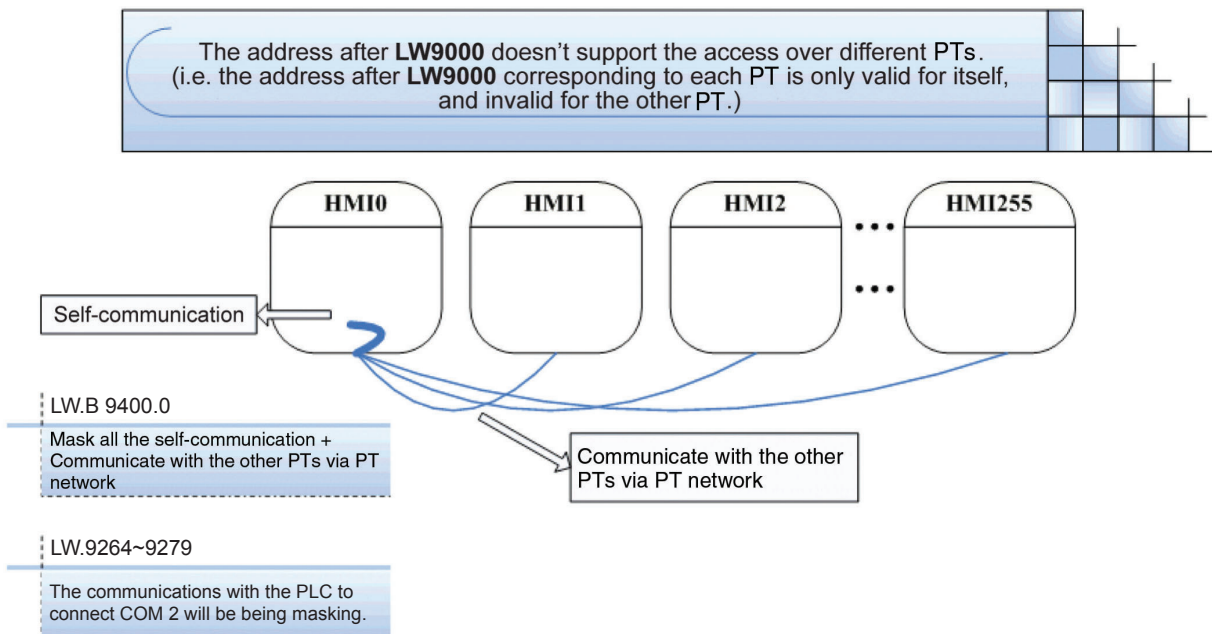 The address after LW9000 doesn't support the access over different PTs.
(i.e. the address after LW9000 corresponding to each PT is only valid for itself,
and invalid for the other PT.)
HMI0
HMI1
HMI2
HMI255
Self-communication
LW.B 9400.0
Mask all the self-communication +
Communicate with the other PTs via PT
network
Communicate with the other
PTs via PT network
LW.9264~9279
The communications with the PLC to
connect COM 2 will be being masking.